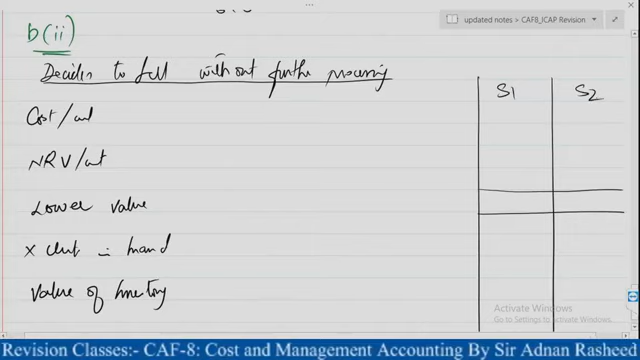 updated notes > CAF8_ICAP Revision
b(ii)
Decision to sell without further processing
S1 S2
Cost/unit
NRV/unit
Lower value
x Unit in hand
Value of Inventory
Activate Windows
Go to Settings to activate Windows.
Revision Classes:- CAF-8: Cost and Management Accounting By Sir Adnan Rasheed